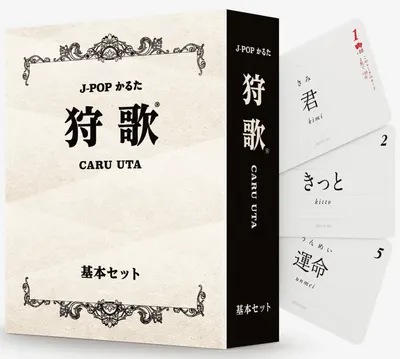 J-POP かるた
狩歌®
CARU UTA
基本セット
J-POP かるた
狩歌®
CARU UTA
基本セット
1
きみ
君
kimi
2
きっと
kitto
5
うんめい
運命
unmei